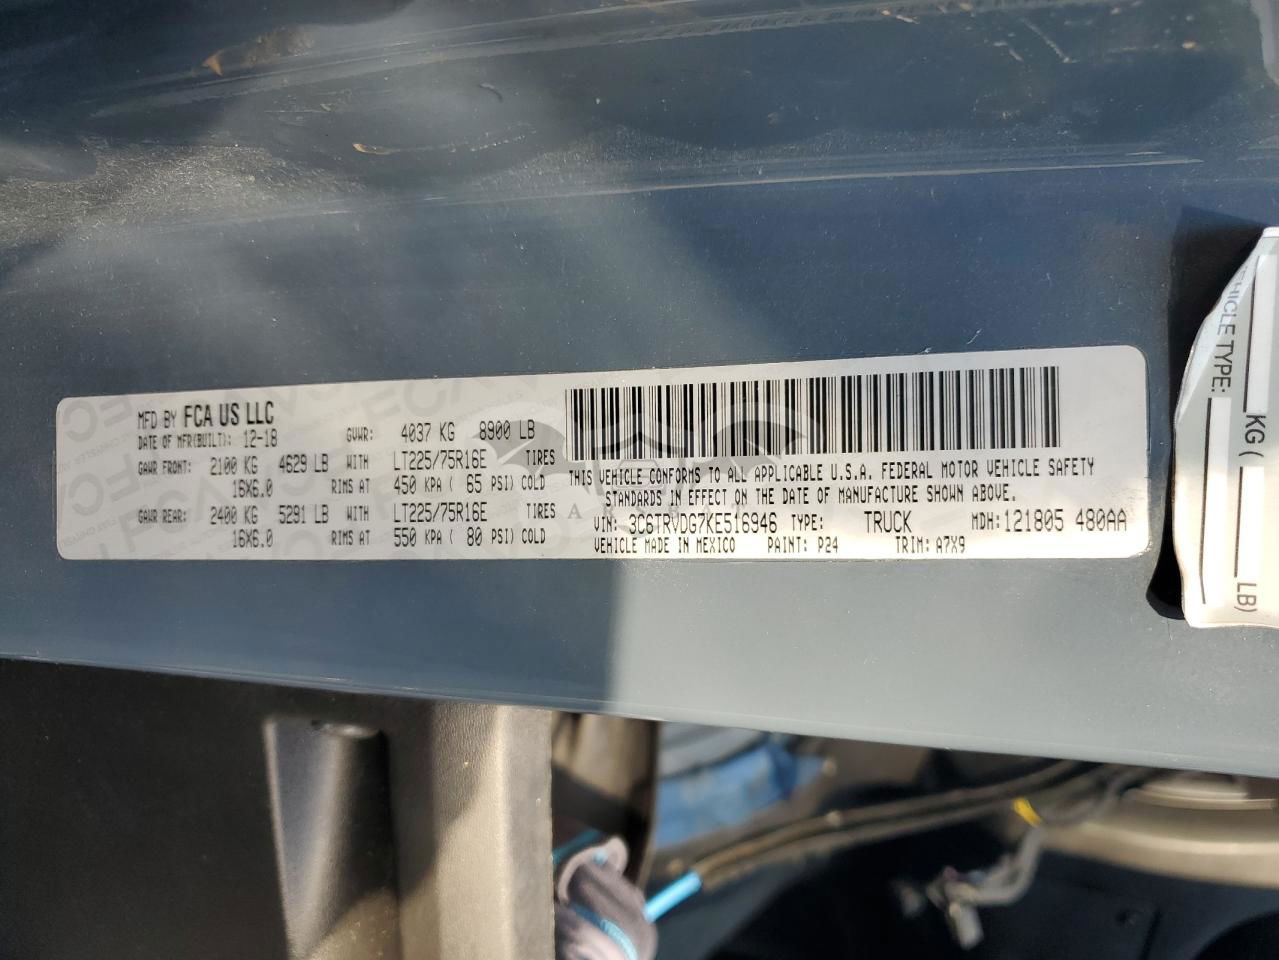 MFD BY FCA US LLC
DATE OF MFR(BUILT): 12-18 GVWR: 4037 KG 8900 LB
GAWR FRONT: 2100 KG 4629 LB WITH LT225/75R16E TIRES
16X6.0 RIMS AT 450 KPA ( 65 PSI) COLD
GAWR REAR: 2400 KG 5291 LB WITH LT225/75R16E TIRES
16X6.0 RIMS AT 550 KPA ( 80 PSI) COLD
THIS VEHICLE CONFORMS TO ALL APPLICABLE U.S.A. FEDERAL MOTOR VEHICLE SAFETY
STANDARDS IN EFFECT ON THE DATE OF MANUFACTURE SHOWN ABOVE.
VIN: 3C6TRVDG7KE516946 TYPE: TRUCK MDH: 121805 480AA
VEHICLE MADE IN MEXICO PAINT: P24 TRIM: A7X9
HICLE TYPE:
KG (
LB)